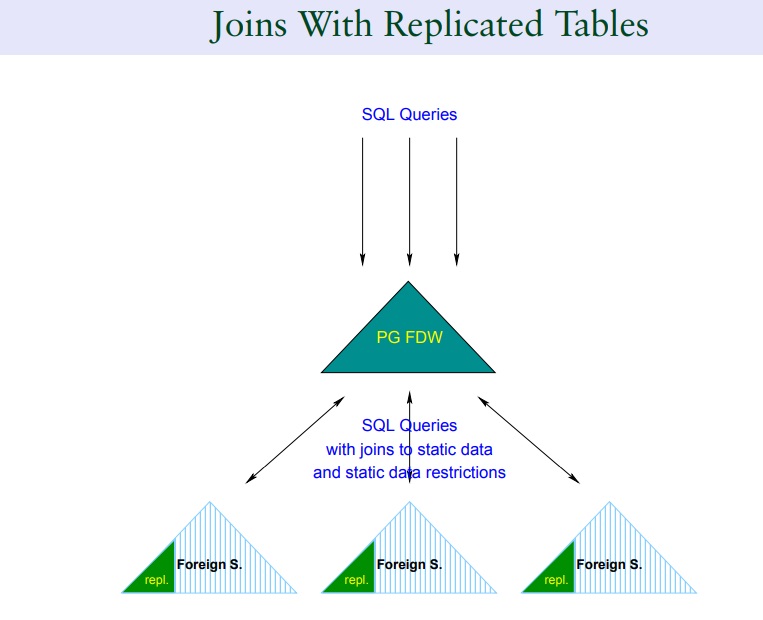 Joins With Replicated Tables
SQL Queries
PG FDW
SQL Queries
with joins to static data
and static data restrictions
Foreign S.
repl.
Foreign S.
repl.
Foreign S.
repl.